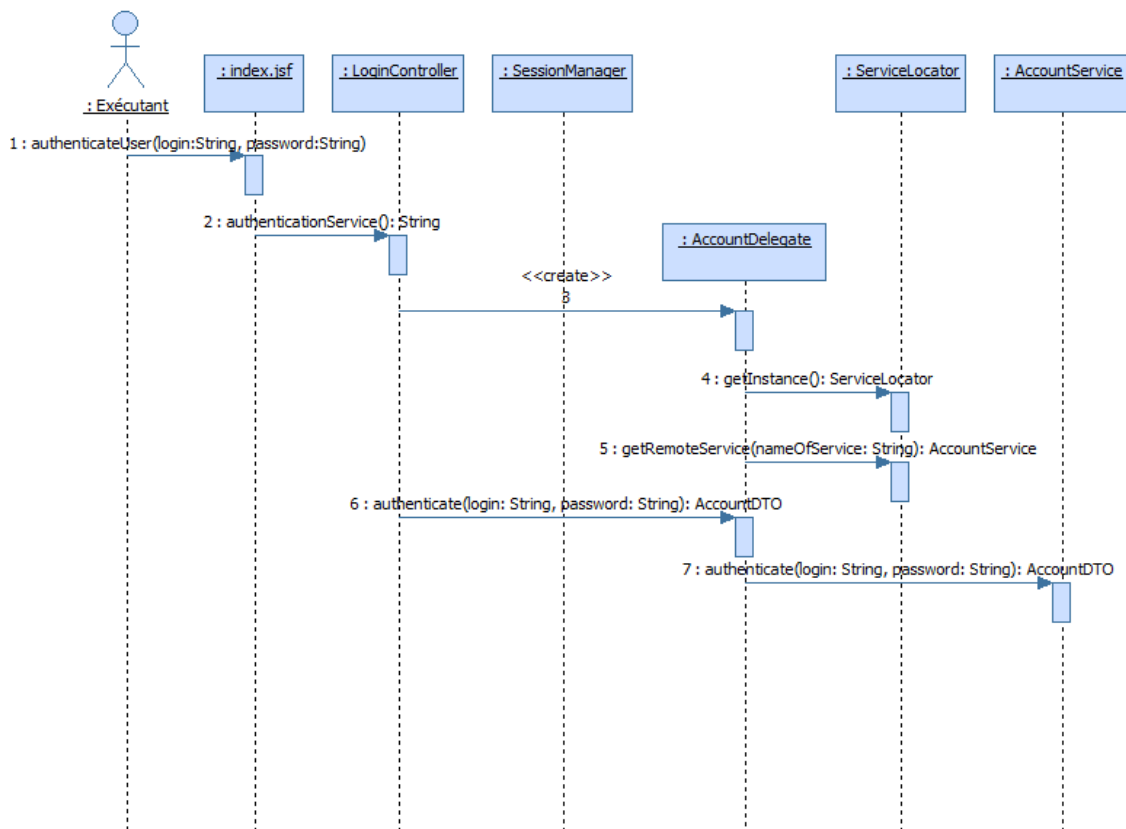 : Exécutant
: index.jsf
: LoginController
: SessionManager
: ServiceLocator
: AccountService
1 : authenticateUser(login:String, password:String)
2 : authenticationService(): String
: AccountDelegate
<<create>>
3
4 : getInstance(): ServiceLocator
5 : getRemoteService(nameOfService: String): AccountService
6 : authenticate(login: String, password: String): AccountDTO
7 : authenticate(login: String, password: String): AccountDTO